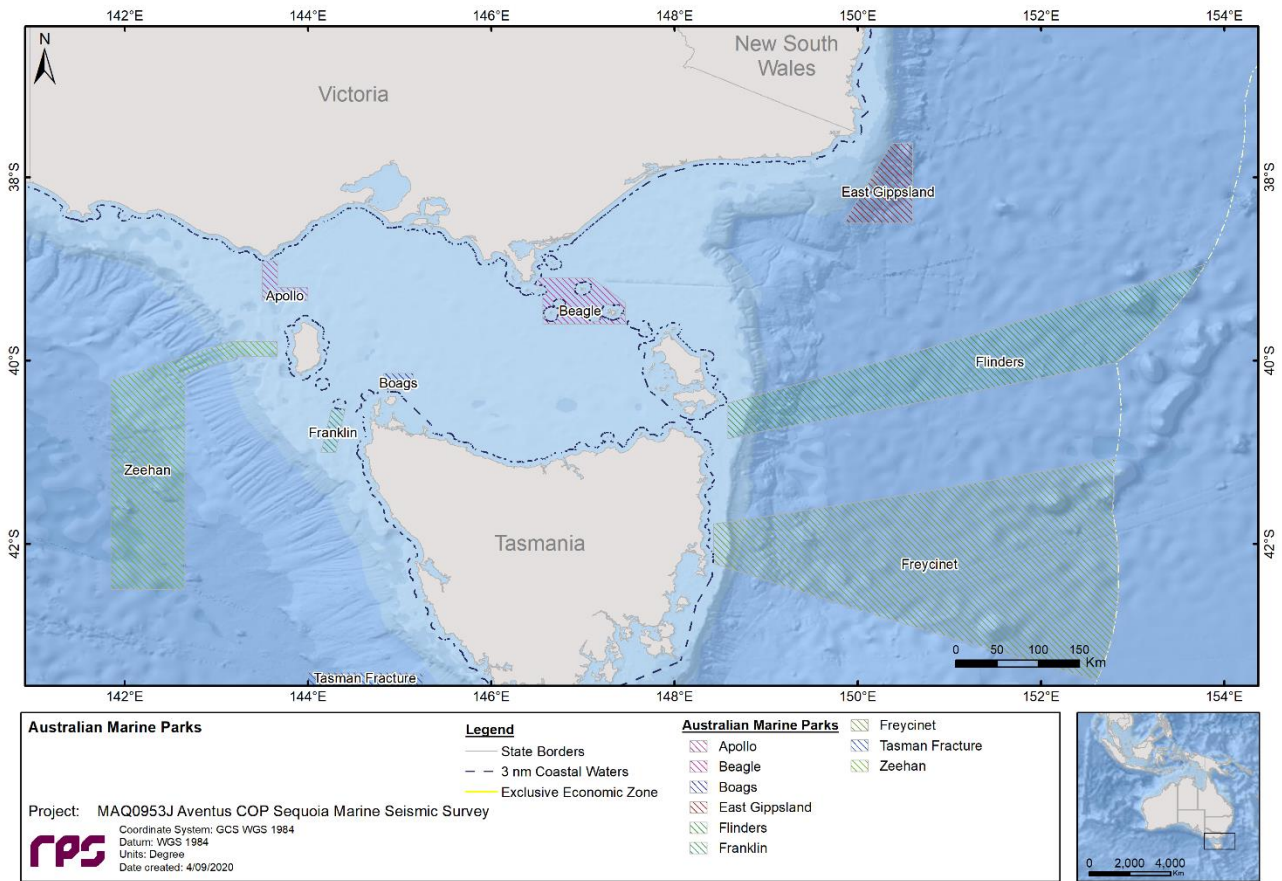 142°E 144°E 146°E 148°E 150°E 152°E 154°E
N
New South
Wales
Victoria
38°S 38°S
East Gippsland
Apollo
Beagle
40°S 40°S
Flinders
Boags
Franklin
Zeehan
42°S 42°S
Tasmania
Freycinet
0 50 100 150
Km
Tasman Fracture
142°E 144°E 146°E 148°E 150°E 152°E 154°E
Australian Marine Parks
Project: MAQ0953J Aventus COP Sequoia Marine Seismic Survey
rps
Coordinate System: GCS WGS 1984
Datum: WGS 1984
Units: Degree
Date created: 4/09/2020
Legend
State Borders
3 nm Coastal Waters
Exclusive Economic Zone
Australian Marine Parks
Apollo
Beagle
Boags
East Gippsland
Flinders
Franklin
Freycinet
Tasman Fracture
Zeehan
0 2,000 4,000
Km